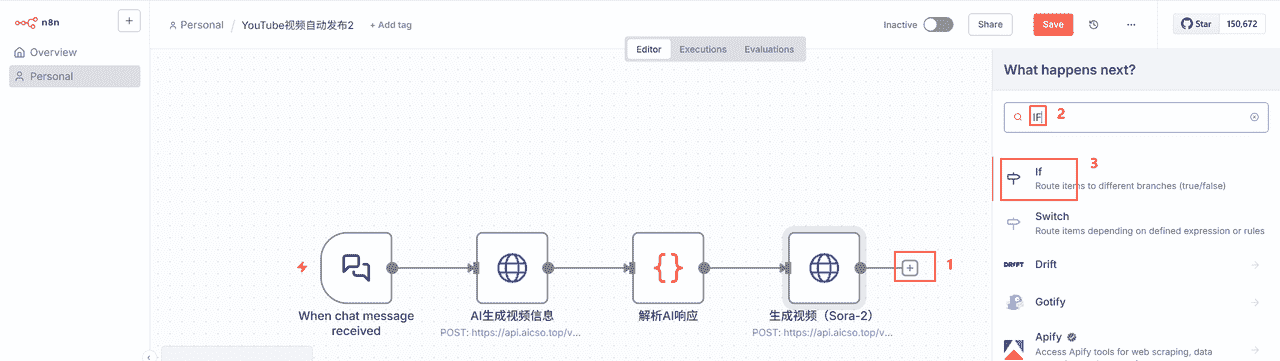 n8n
+
Personal / YouTube视频自动发布2 + Add tag
Inactive
Share
Save
...
Star 150,672
Overview
Personal
Editor Executions Evaluations
What happens next?
IF
2
3
If
Route items to different branches (true/false)
Switch
Route items depending on defined expression or rules
DRIFT Drift
Gotify
Apify
Access Apify tools for web scraping, data
1
When chat message
received
AI生成视频信息
POST: https://api.aicso.top/v...
{}
解析AI响应
生成视频（Sora-2）
POST: https://api.aicso.top/v...